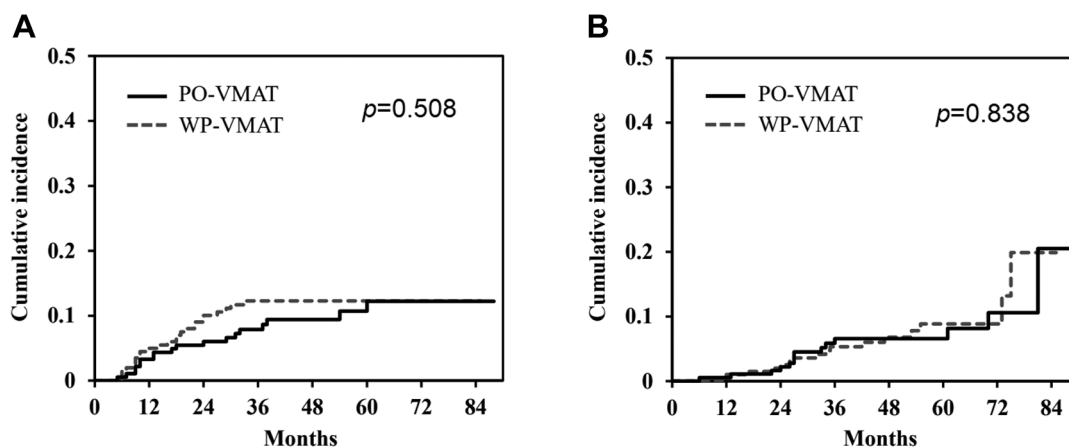 A
Cumulative incidence
0.5
0.4
0.3
0.2
0.1
0
PO-VMAT
WP-VMAT
p=0.508
0 12 24 36 48 60 72 84
Months
B
Cumulative incidence
0.5
0.4
0.3
0.2
0.1
0
PO-VMAT
WP-VMAT
p=0.838
0 12 24 36 48 60 72 84
Months